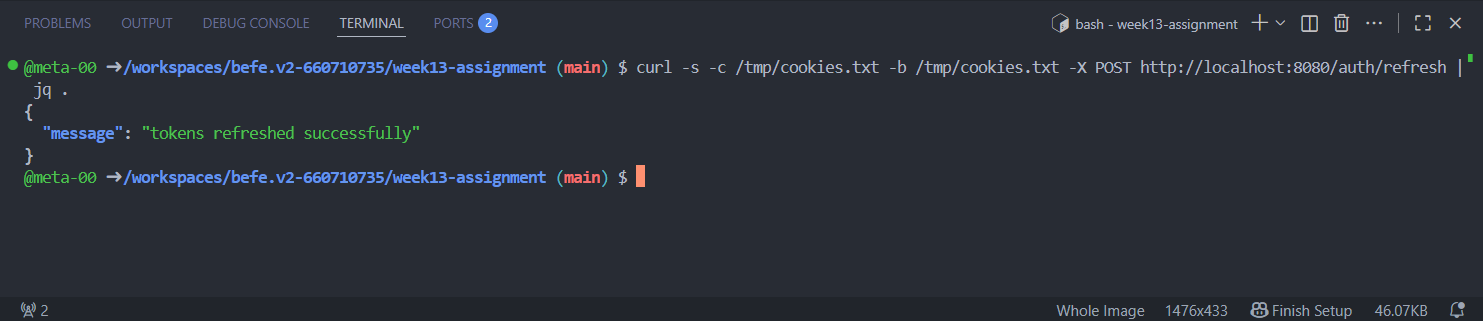 PROBLEMS OUTPUT DEBUG CONSOLE TERMINAL PORTS 2 bash - week13-assignment
@meta-00 ➜/workspaces/befe.v2-660710735/week13-assignment (main) $ curl -s -c /tmp/cookies.txt -b /tmp/cookies.txt -X POST http://localhost:8080/auth/refresh |
jq .
{
"message": "tokens refreshed successfully"
}
@meta-00 ➜/workspaces/befe.v2-660710735/week13-assignment (main) $
2 Whole Image 1476x433 Finish Setup 46.07KB